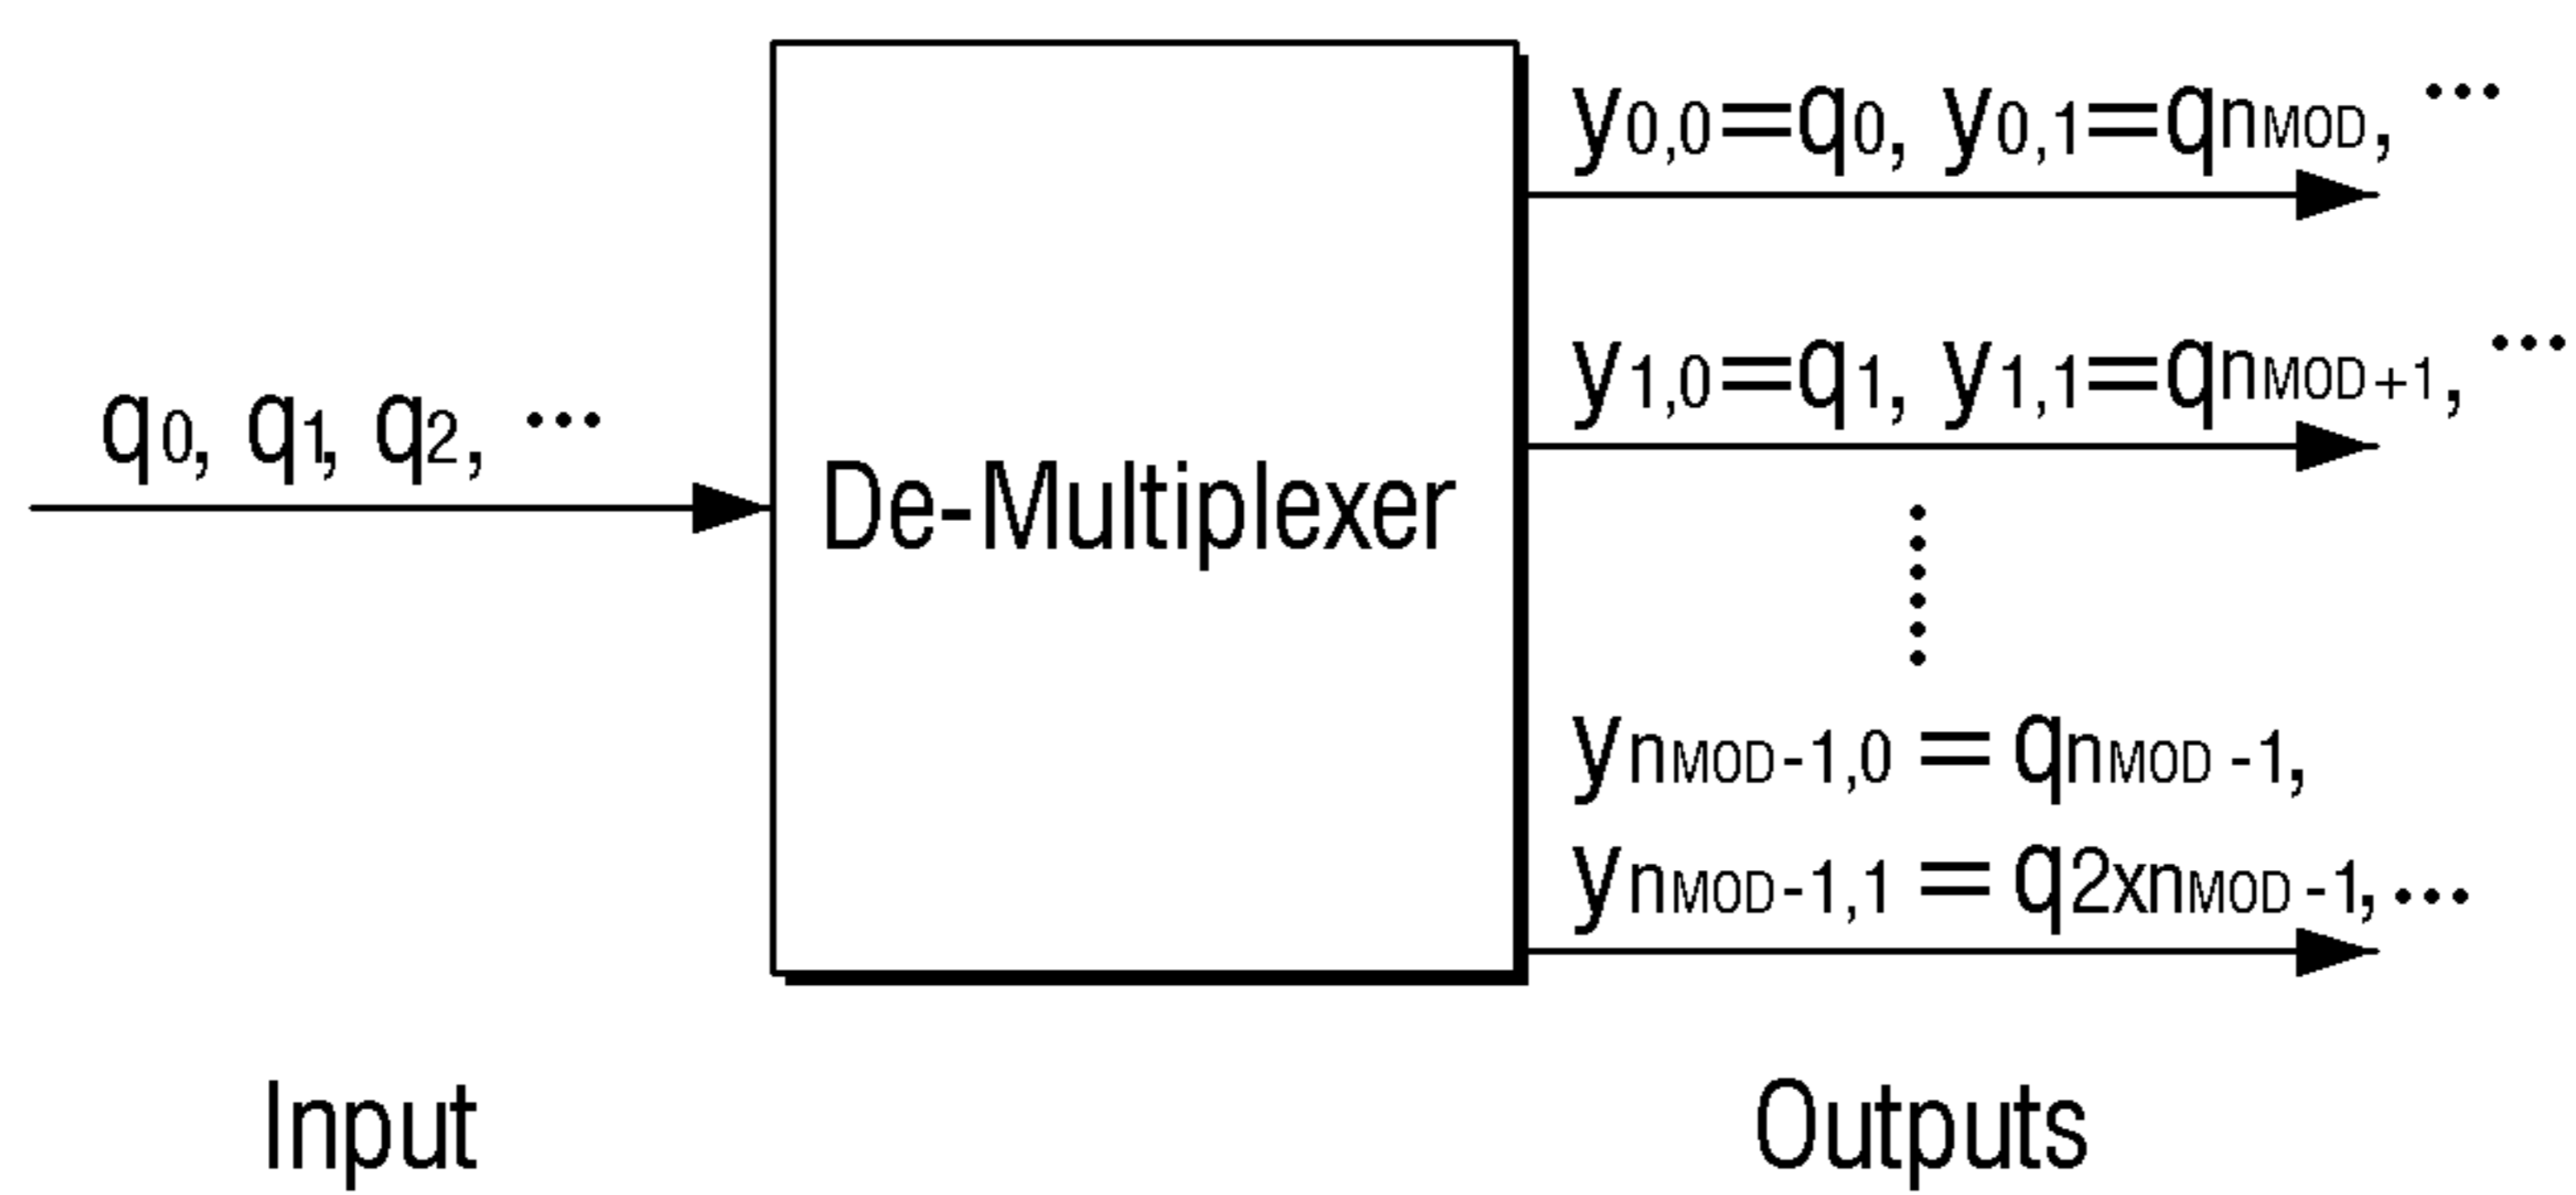 y0,0=q0, y0,1=qnMOD, ...
y1,0=q1, y1,1=qnMOD+1, ...
q0, q1, q2, ...
De-Multiplexer
ynMOD-1,0 = qnMOD -1,
ynMOD-1,1 = q2xnMOD -1, ...
Input
Outputs